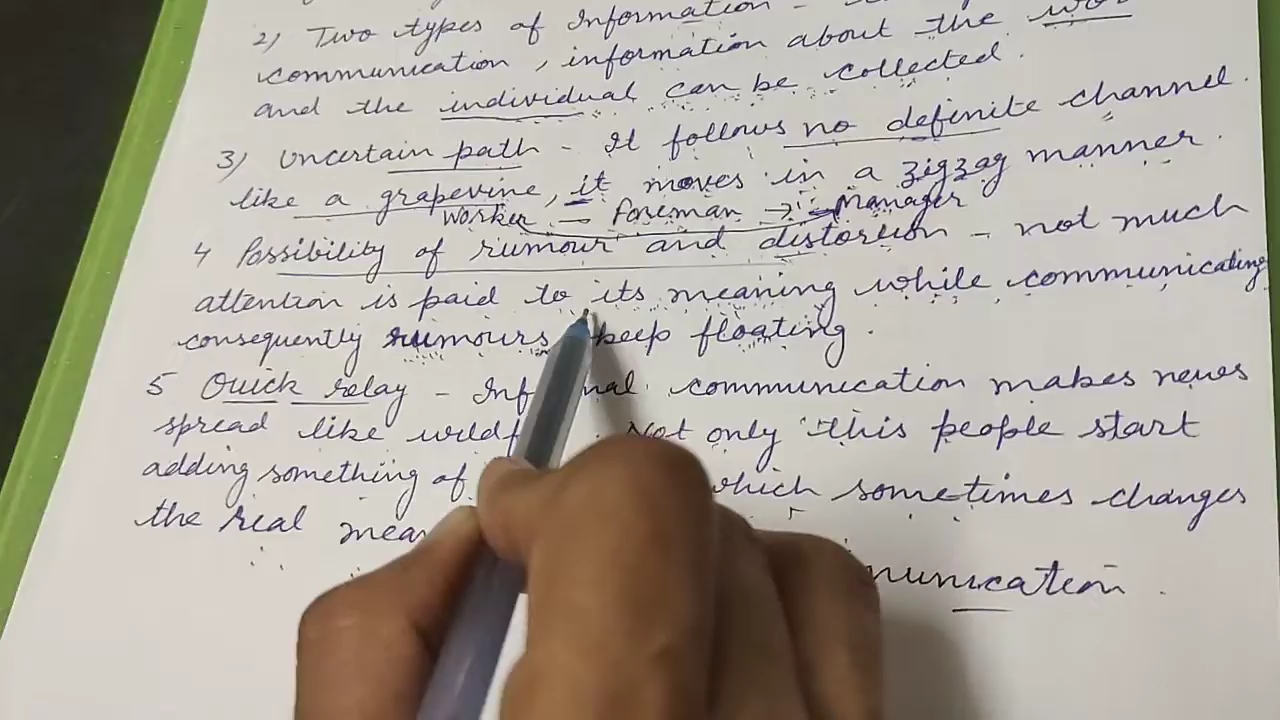 2) Two types of Information -
communication, information about the
and the individual can be collected.
3) Uncertain path - It follows no definite channel.
like a grapevine, it moves in a zigzag manner.
Worker - Foreman → Manager
4 Possibility of rumour and distortion - not much
attention is paid to its meaning while communicating
consequently rumours keep floating.
5 Quick relay - communication makes news
spread like Not only this people start
adding something of which sometimes changes
the real